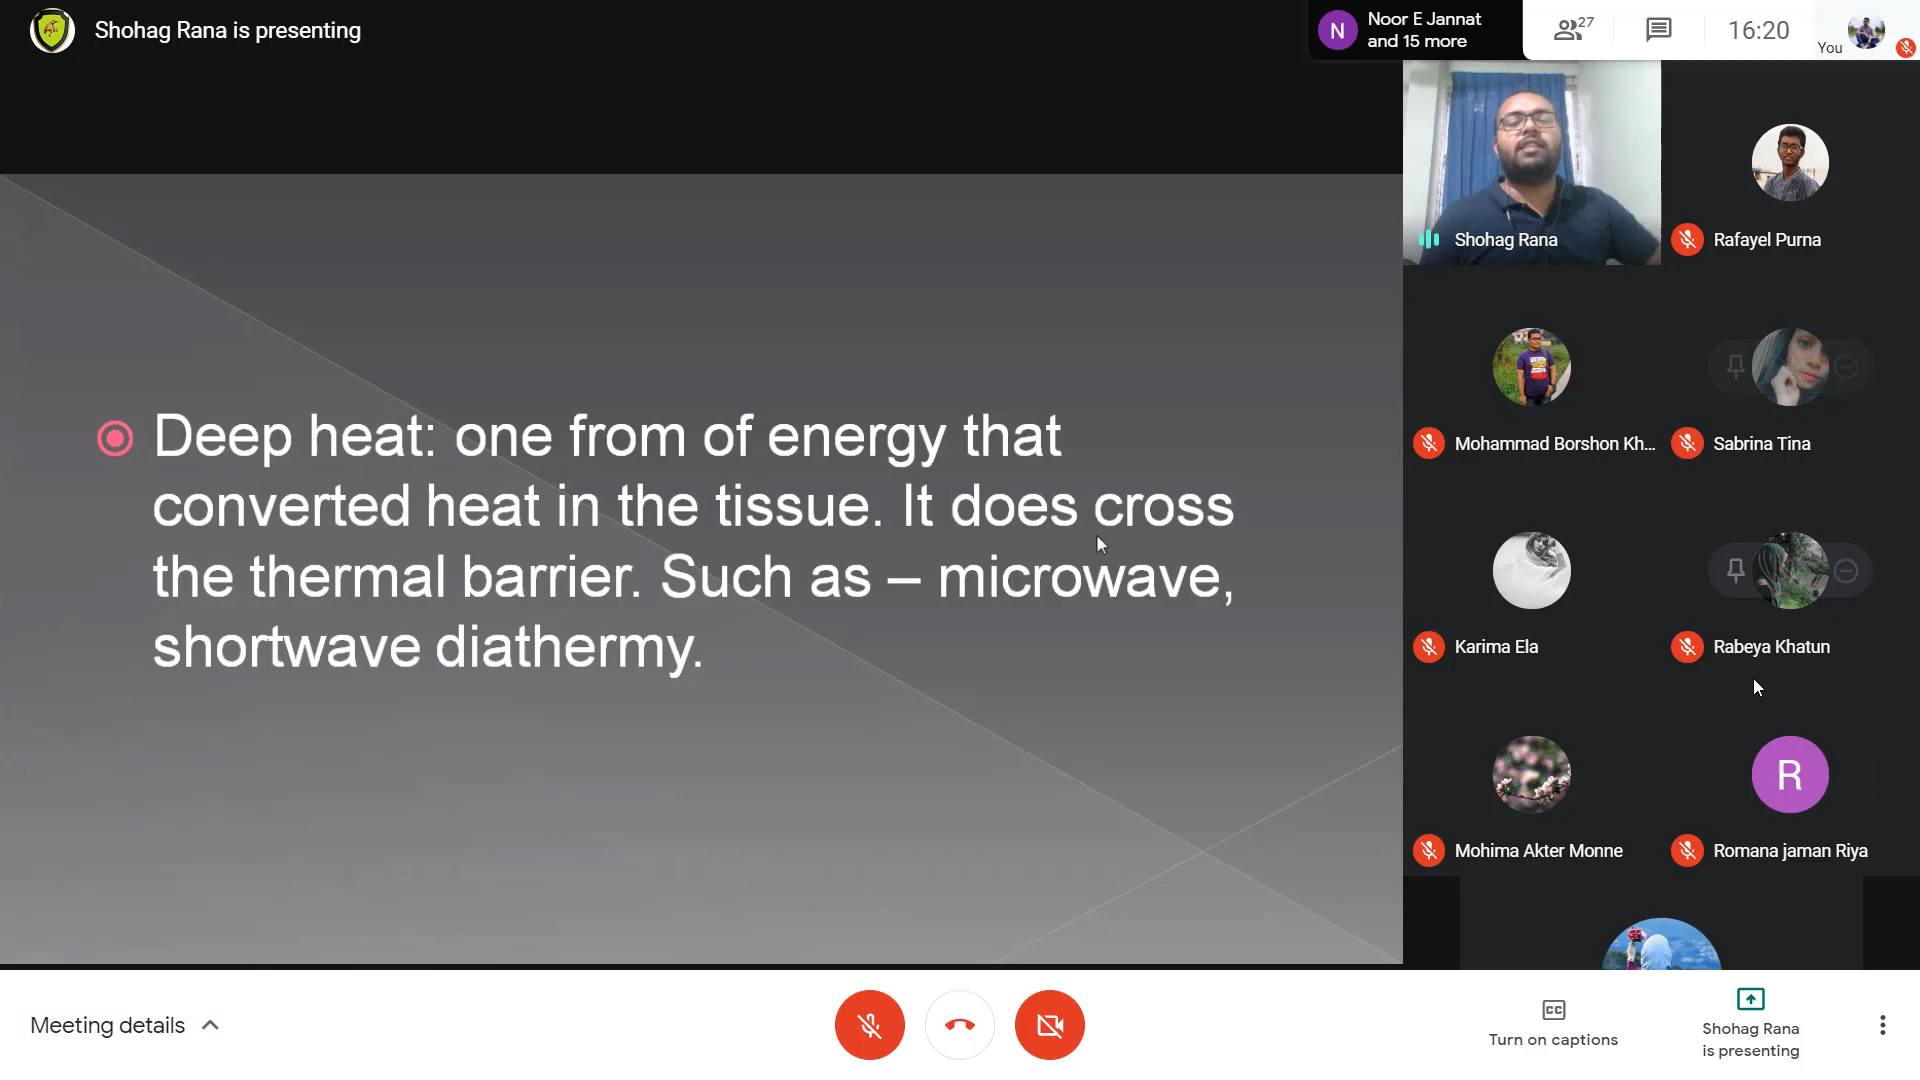 Shohag Rana is presenting
N
Noor E Jannat
and 15 more
27
16:20
You
Shohag Rana
Rafayel Purna
Deep heat: one from of energy that
converted heat in the tissue. It does cross
the thermal barrier. Such as – microwave,
shortwave diathermy.
Mohammad Borshon Kh...
Sabrina Tina
Karima Ela
Rabeya Khatun
R
Mohima Akter Monne
Romana jaman Riya
Meeting details
CC
Turn on captions
Shohag Rana
is presenting